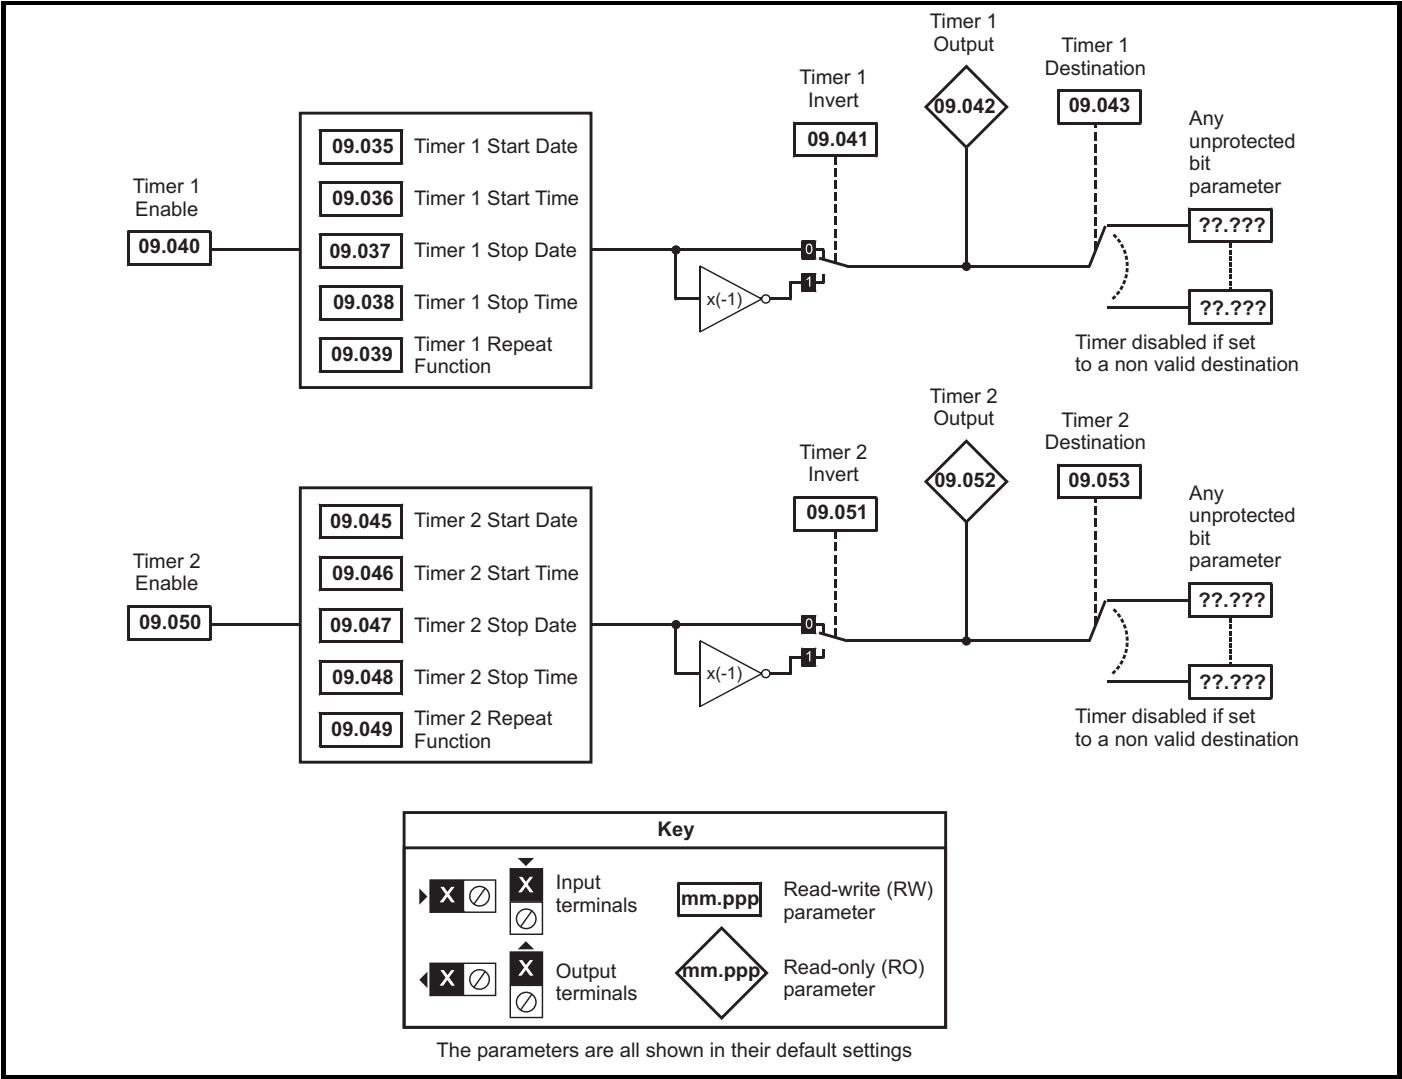 Timer 1
Enable
09.040
09.035 Timer 1 Start Date
09.036 Timer 1 Start Time
09.037 Timer 1 Stop Date
09.038 Timer 1 Stop Time
09.039 Timer 1 Repeat
Function
x(-1)
0
1
Timer 1
Invert
09.041
Timer 1
Output
09.042
Timer 1
Destination
09.043
Any
unprotected
bit
parameter
??.???
??.???
Timer disabled if set
to a non valid destination
Timer 2
Enable
09.050
09.045 Timer 2 Start Date
09.046 Timer 2 Start Time
09.047 Timer 2 Stop Date
09.048 Timer 2 Stop Time
09.049 Timer 2 Repeat
Function
x(-1)
0
1
Timer 2
Invert
09.051
Timer 2
Output
09.052
Timer 2
Destination
09.053
Any
unprotected
bit
parameter
??.???
??.???
Timer disabled if set
to a non valid destination
Key
X
X
Input
terminals
mm.ppp
Read-write (RW)
parameter
X
X
Output
terminals
mm.ppp
Read-only (RO)
parameter
The parameters are all shown in their default settings